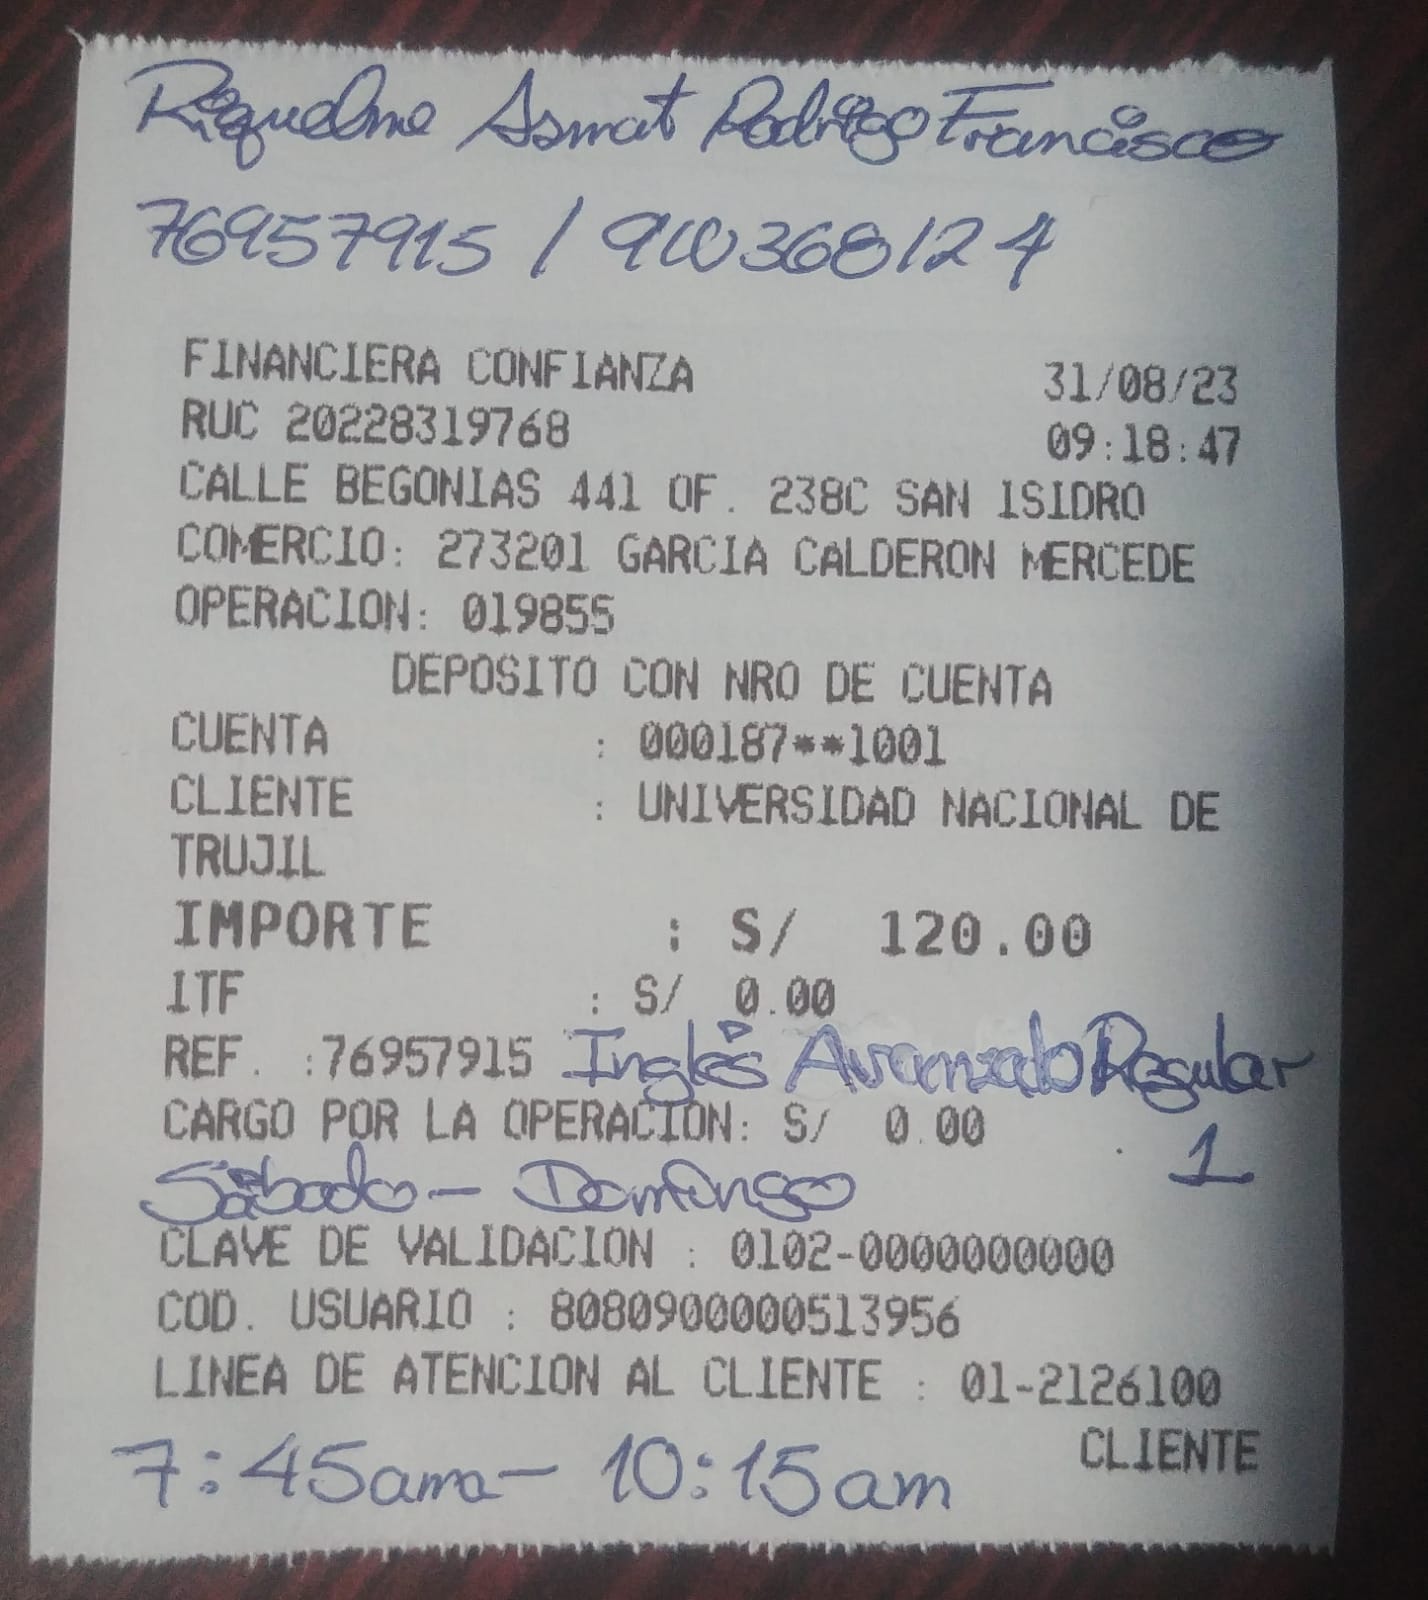 Riquelme Asmat Rodrigo Francisco
76957915 / 910368124
FINANCIERA CONFIANZA 31/08/23
RUC 20228319768 09:18:47
CALLE BEGONIAS 441 OF. 238C SAN ISIDRO
COMERCIO: 273201 GARCIA CALDERON MERCEDE
OPERACION: 019855
DEPOSITO CON NRO DE CUENTA
CUENTA : 000187**1001
CLIENTE : UNIVERSIDAD NACIONAL DE
TRUJIL
IMPORTE : S/ 120.00
ITF : S/ 0.00
REF. :76957915 Inglés Avanzado Regular
CARGO POR LA OPERACION: S/ 0.00 1
Sábado - Domingo
CLAVE DE VALIDACION : 0102-0000000000
COD. USUARIO : 8080900000513956
LINEA DE ATENCION AL CLIENTE : 01-2126100
CLIENTE
7:45am - 10:15am